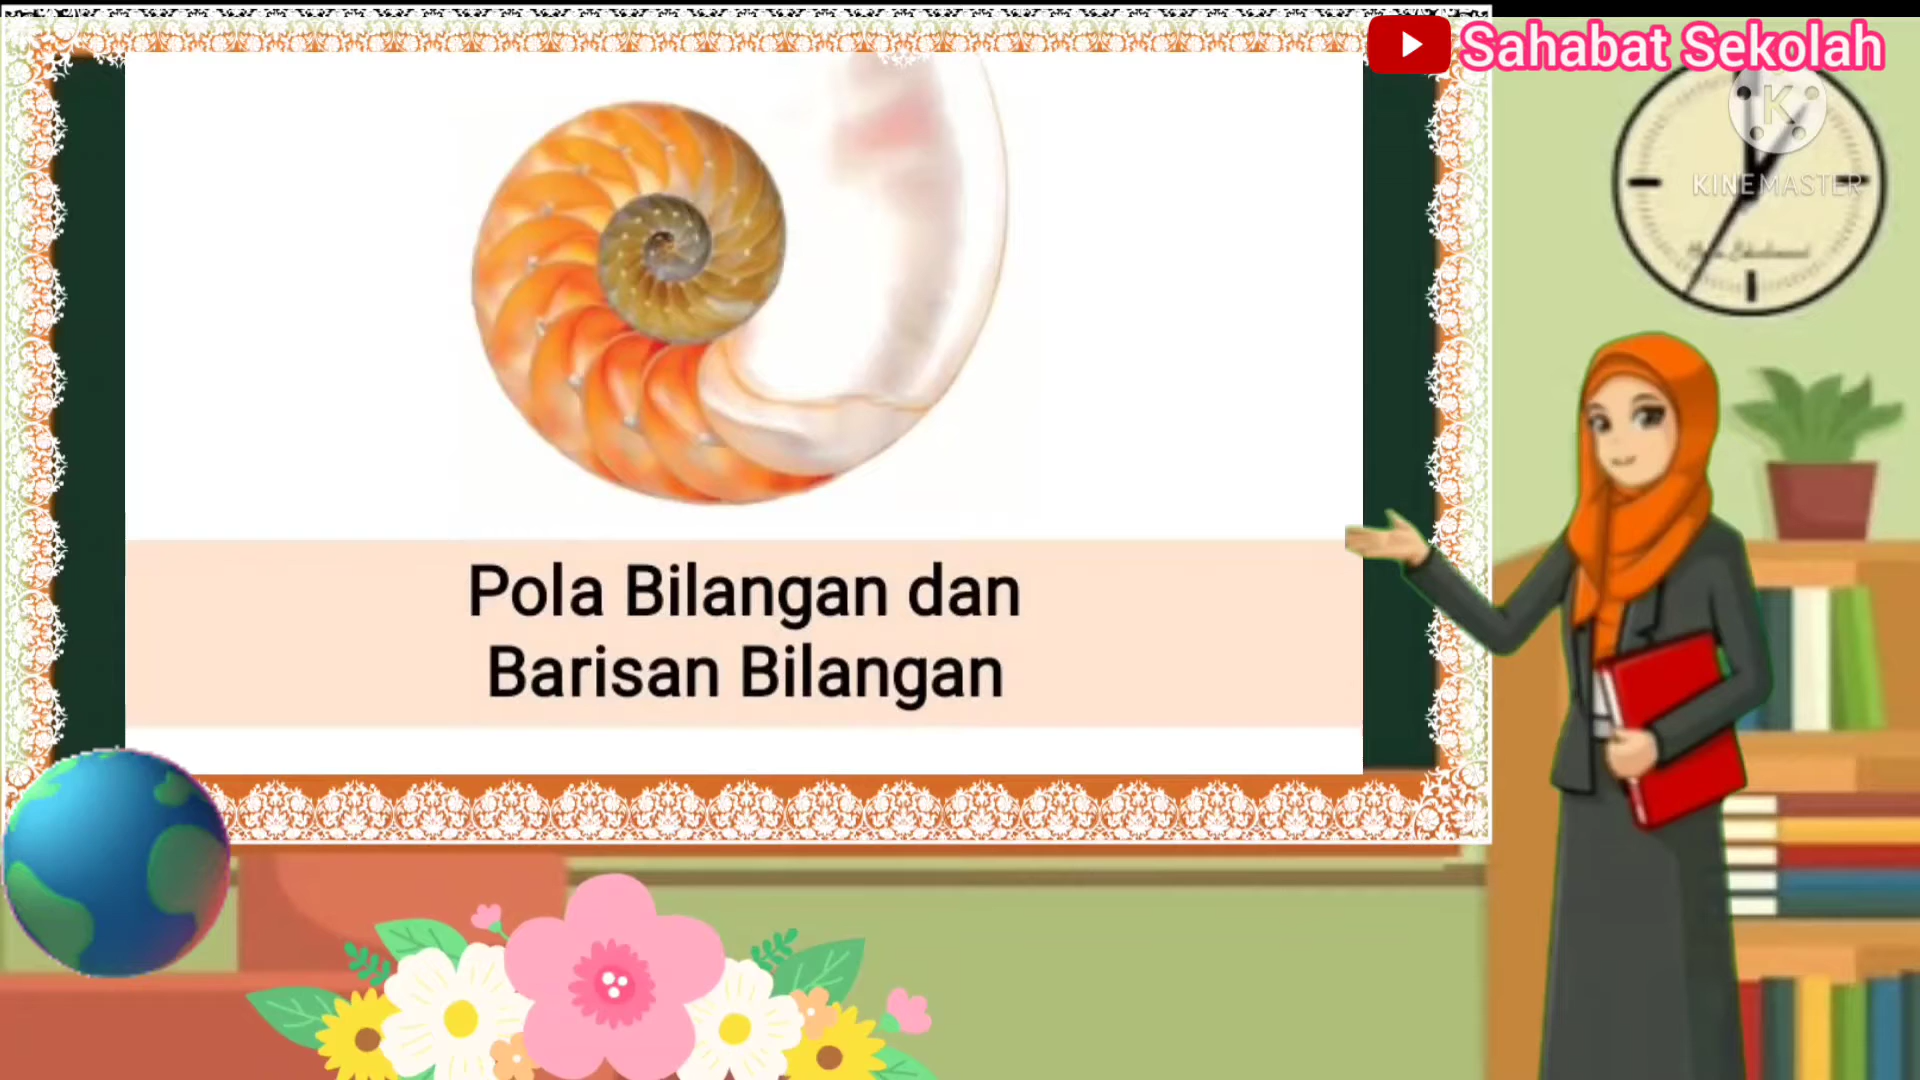 Sahabat Sekolah
KINEMASTER
Pola Bilangan dan
Barisan Bilangan